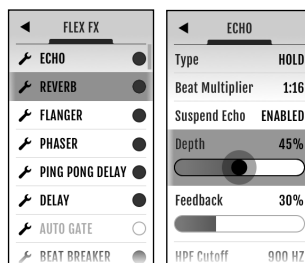 FLEX FX
ECHO
REVERB
FLANGER
PHASER
PING PONG DELAY
DELAY
AUTO GATE
BEAT BREAKER
ECHO
Type HOLD
Beat Multiplier 1:16
Suspend Echo ENABLED
Depth 45%
Feedback 30%
HPF Cutoff 900 HZ